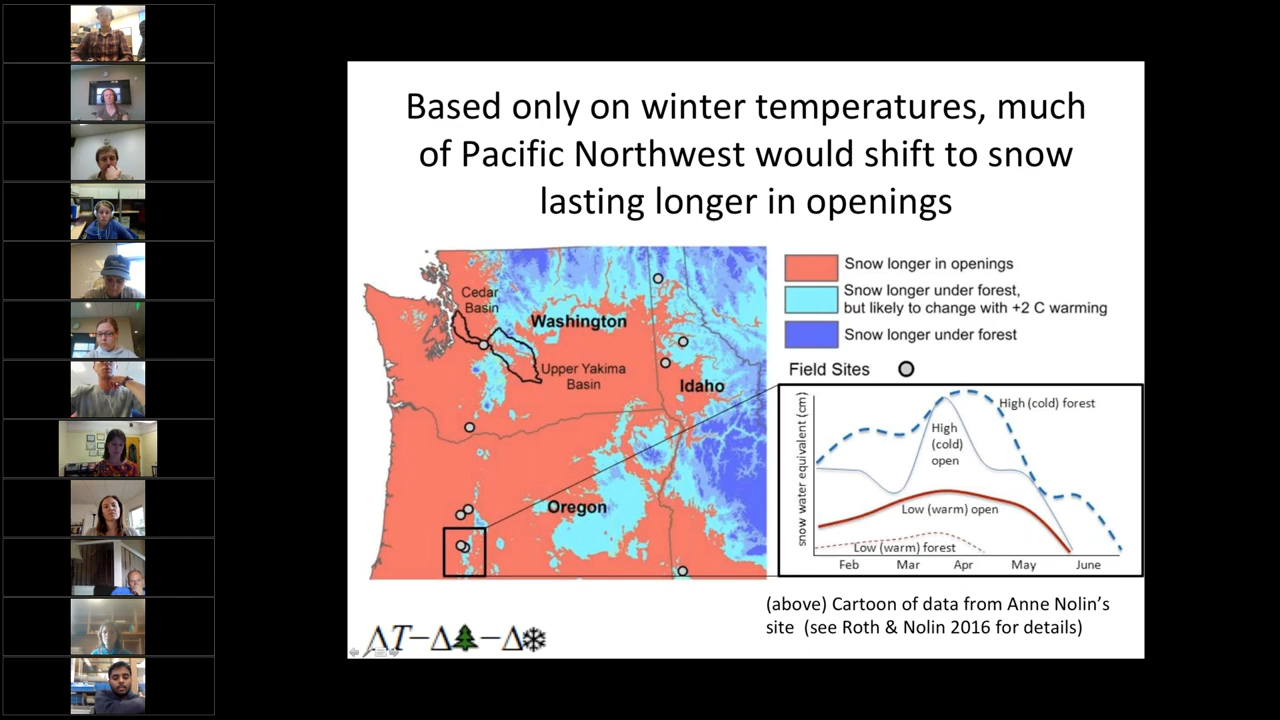 Based only on winter temperatures, much
of Pacific Northwest would shift to snow
lasting longer in openings
Cedar
Basin
Washington
Upper Yakima
Basin
Idaho
Oregon
Snow longer in openings
Snow longer under forest,
but likely to change with +2 C warming
Snow longer under forest
Field Sites
snow water equivalent (cm)
High (cold) forest
High
(cold)
open
Low (warm) open
Low (warm) forest
Feb Mar Apr May June
(above) Cartoon of data from Anne Nolin's
site (see Roth & Nolin 2016 for details)
ΔT–Δ🌲–Δ❄